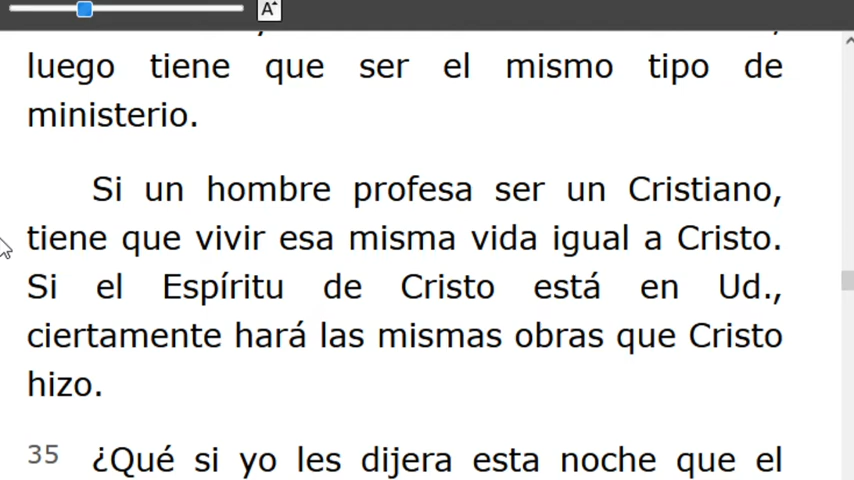 A
luego tiene que ser el mismo tipo de
ministerio.
Si un hombre profesa ser un Cristiano,
tiene que vivir esa misma vida igual a Cristo.
Si el Espíritu de Cristo está en Ud.,
ciertamente hará las mismas obras que Cristo
hizo.
35 ¿Qué si yo les dijera esta noche que el